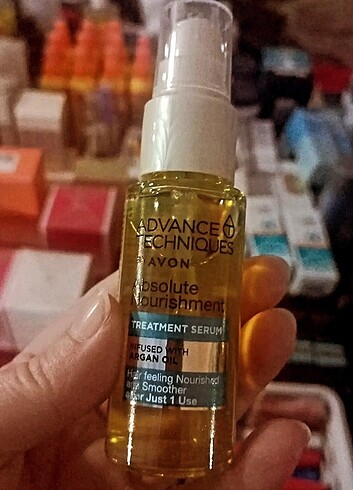 ADVANCE
TECHNIQUES
BY AVON
Absolute
Nourishment
TREATMENT SERUM
INFUSED WITH
ARGAN OIL
Hair feeling Nourished
and Smoother
after Just 1 Use